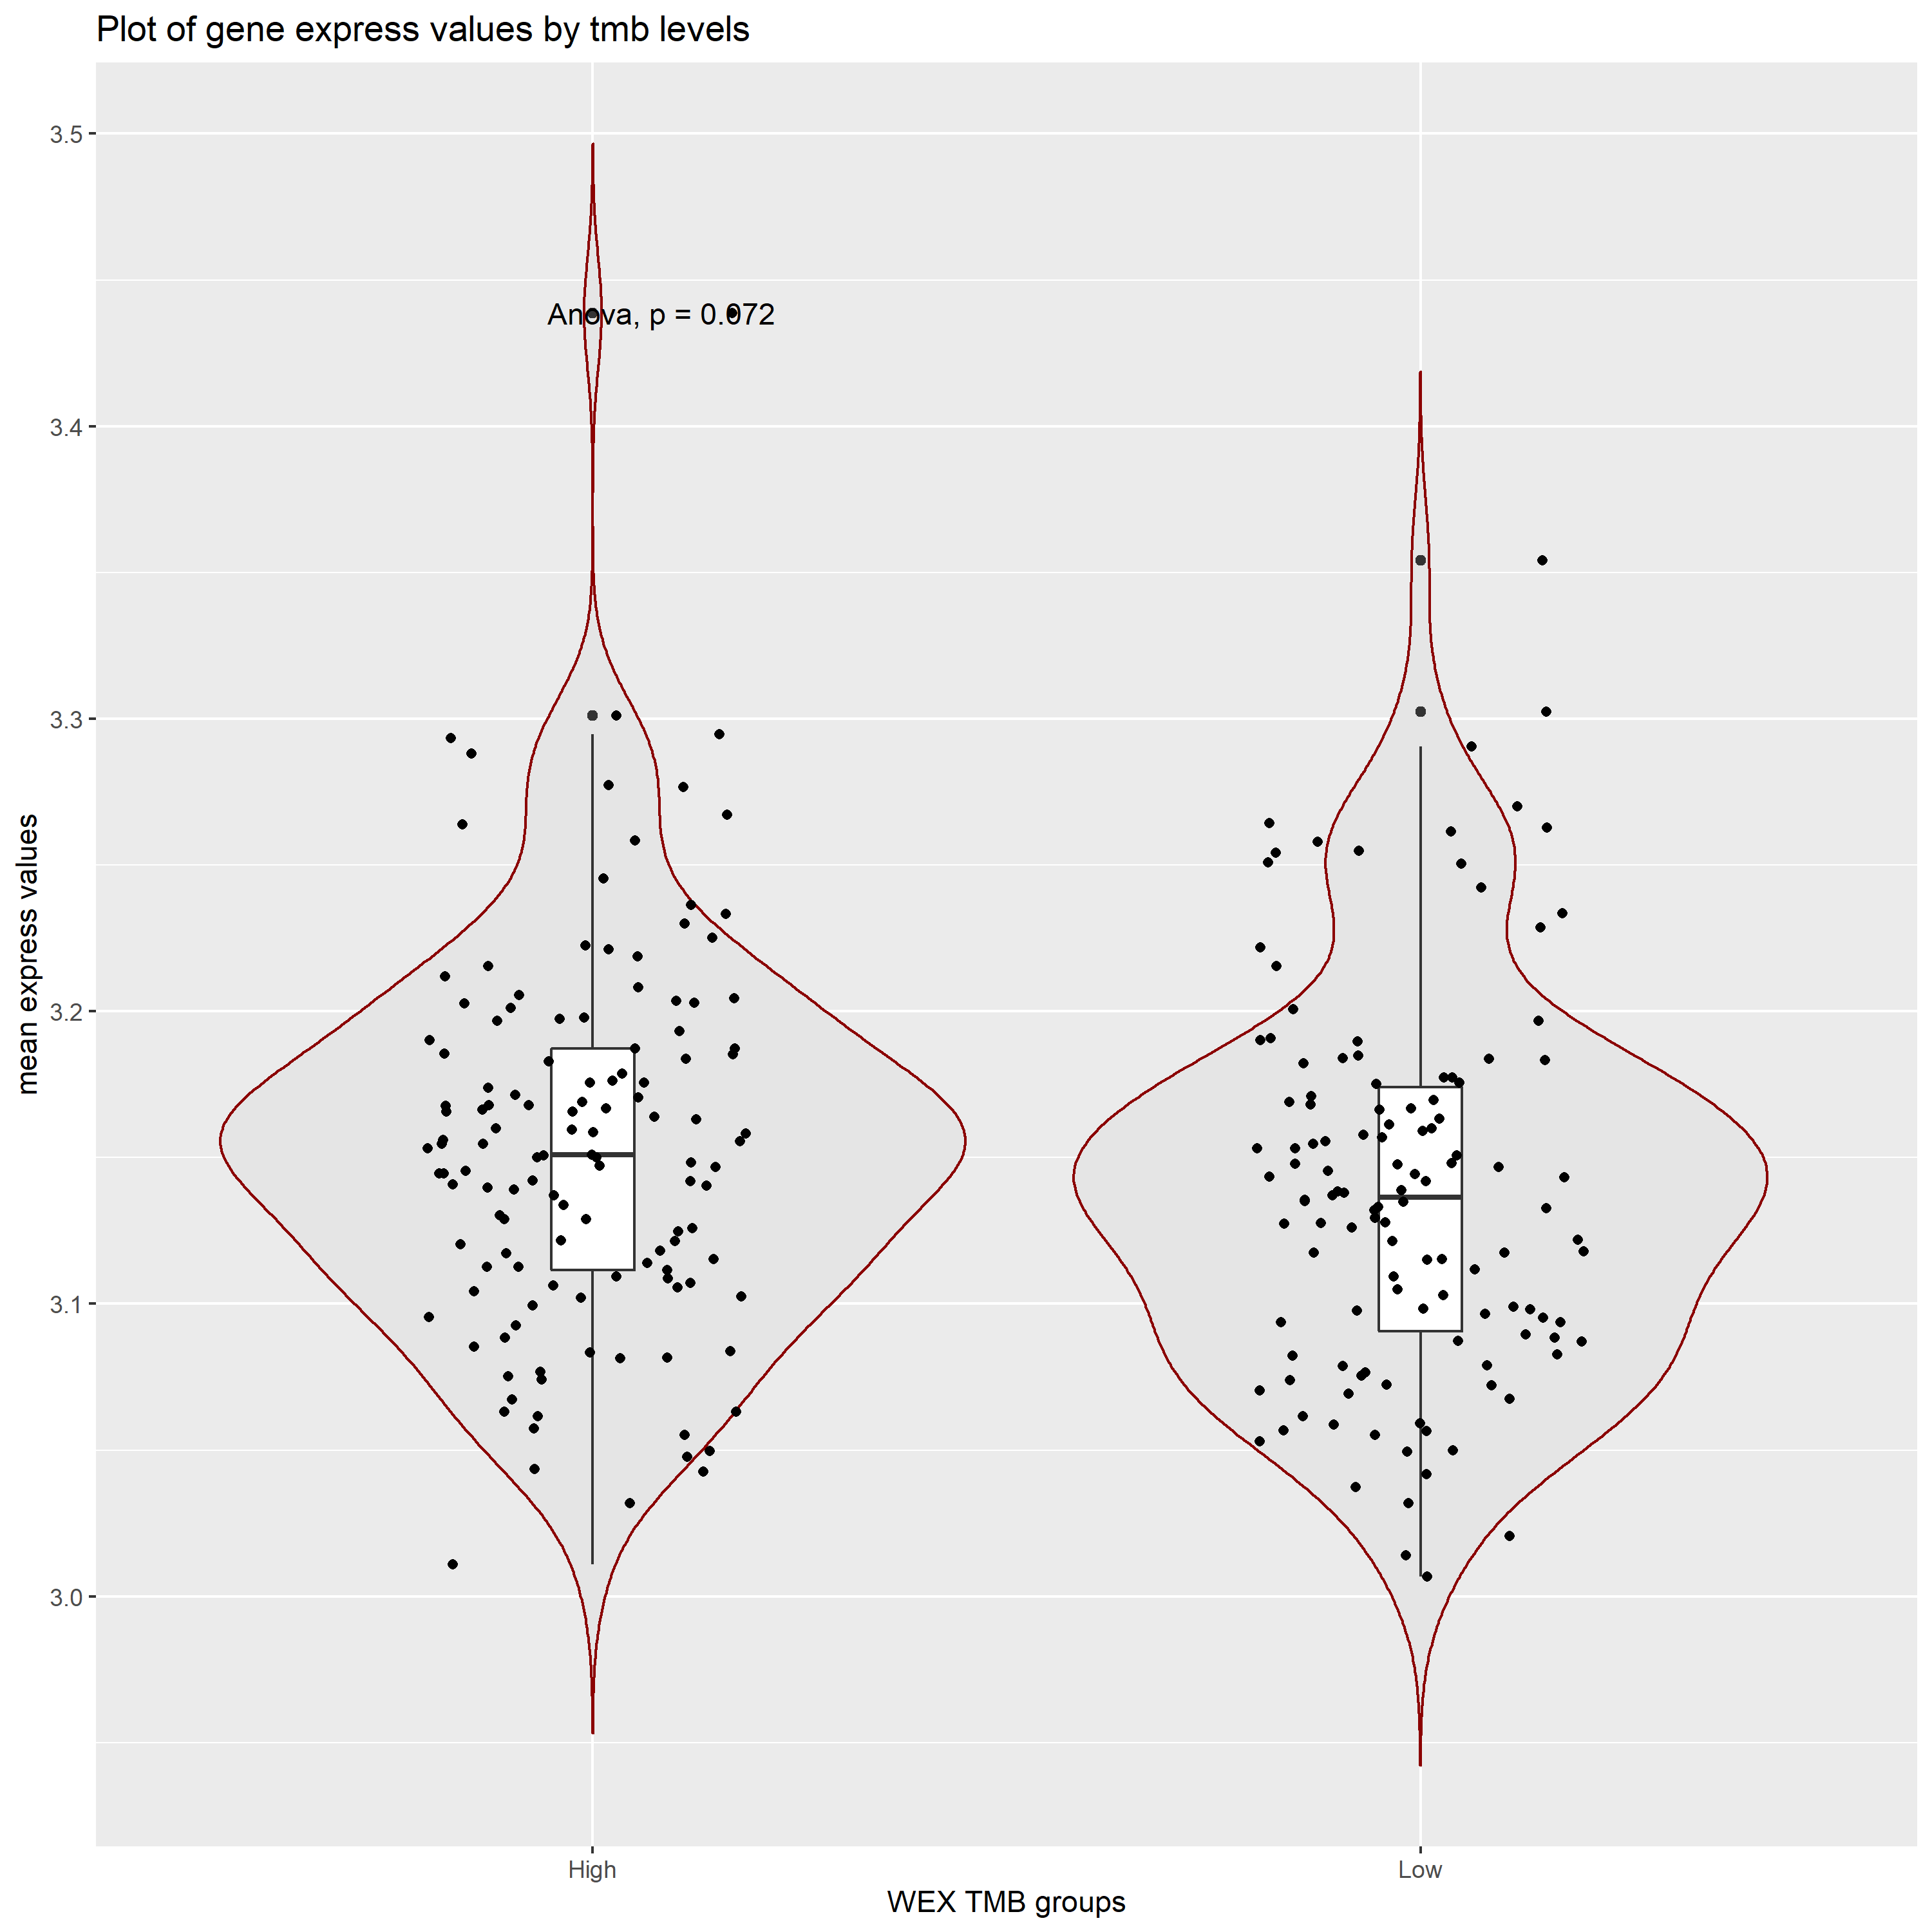 Plot of gene express values by tmb levels
3.5
Anova, p = 0.072
3.4
3.3
mean express values
3.2
3.1
3.0
High
Low
WEX TMB groups